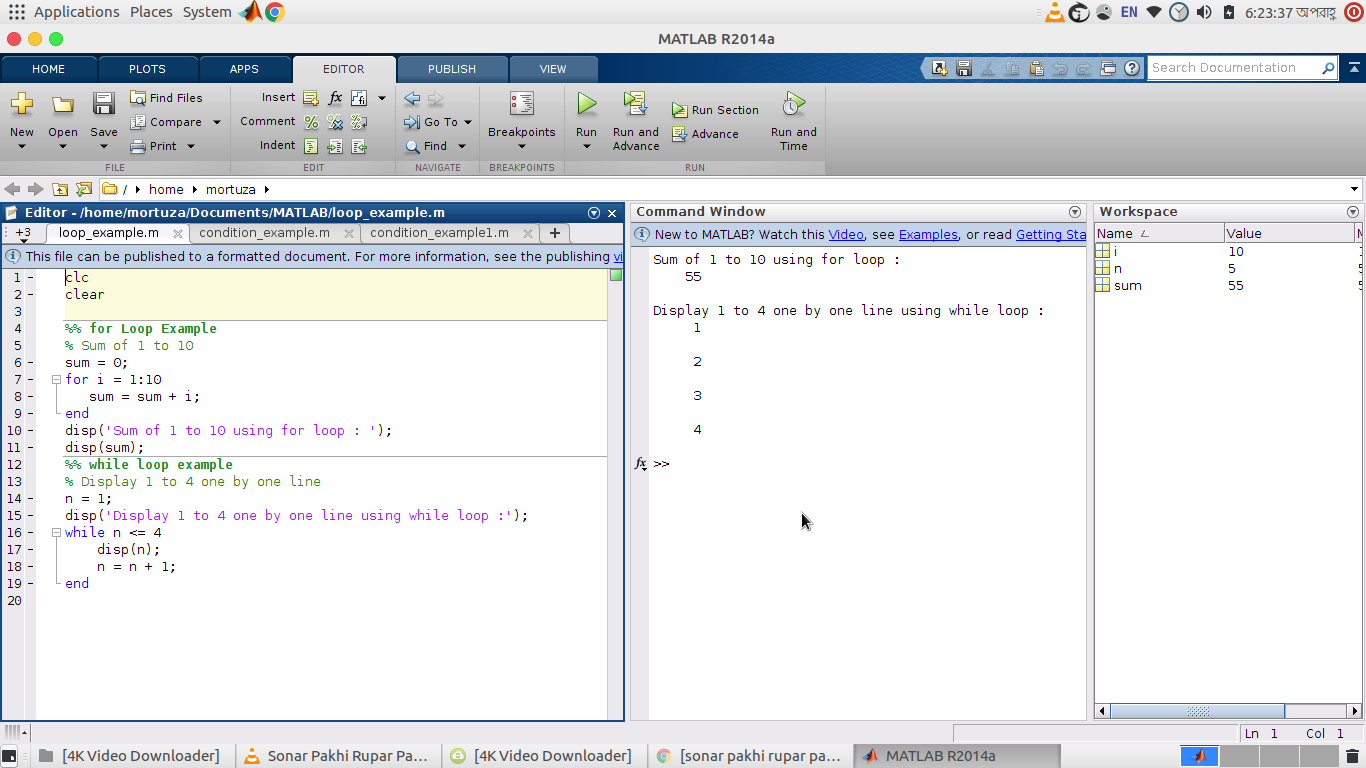 Applications Places System EN 6:23:37 অপরাহ্ণ
MATLAB R2014a
HOME PLOTS APPS EDITOR PUBLISH VIEW Search Documentation
New Open Save Find Files Compare Print
Insert fx
Comment
Indent
Go To Find
Breakpoints
Run Run and Advance Run Section Advance Run and Time
FILE EDIT NAVIGATE BREAKPOINTS RUN
/ home mortuza
Editor - /home/mortuza/Documents/MATLAB/loop_example.m
+3 loop_example.m condition_example.m condition_example1.m +
This file can be published to a formatted document. For more information, see the publishing vi
1 clc
2 clear
3
4 %% for Loop Example
5 % Sum of 1 to 10
6 sum = 0;
7 for i = 1:10
8 sum = sum + i;
9 end
10 disp('Sum of 1 to 10 using for loop : ');
11 disp(sum);
12 %% while loop example
13 % Display 1 to 4 one by one line
14 n = 1;
15 disp('Display 1 to 4 one by one line using while loop :');
16 while n <= 4
17 disp(n);
18 n = n + 1;
19 end
20
Command Window
New to MATLAB? Watch this Video, see Examples, or read Getting Sta
Sum of 1 to 10 using for loop :
55
Display 1 to 4 one by one line using while loop :
1
2
3
4
fx >>
Workspace
Name Value
i 10
n 5
sum 55
Ln 1 Col 1
[4K Video Downloader] Sonar Pakhi Rupar Pa... [4K Video Downloader] [sonar pakhi rupar pa... MATLAB R2014a